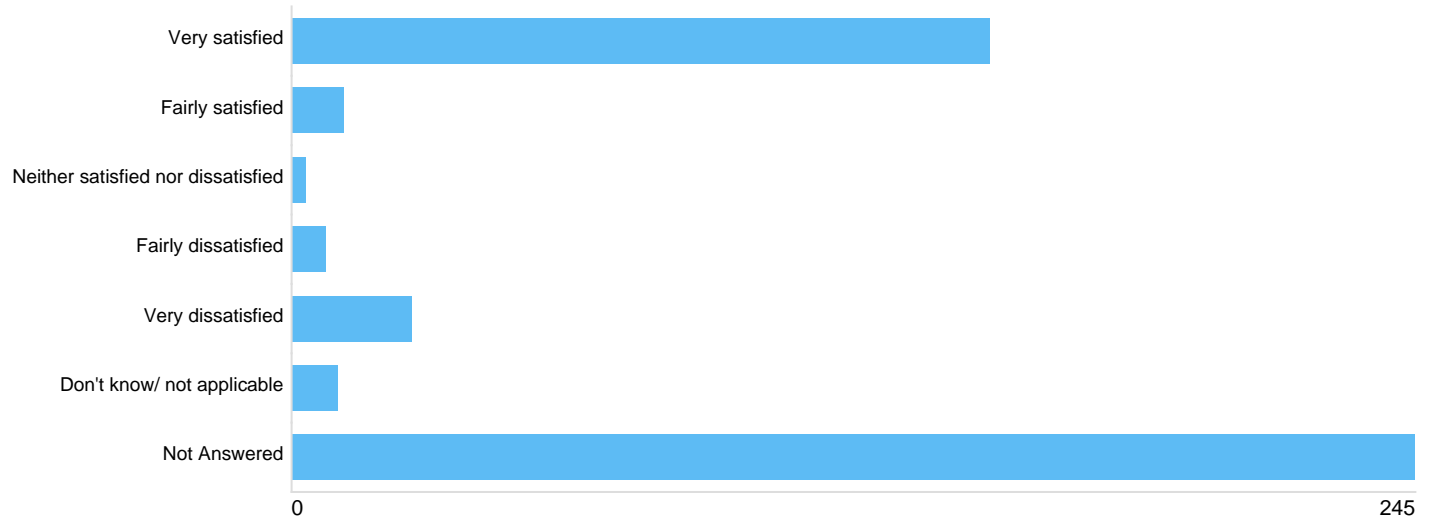 Very satisfied
Fairly satisfied
Neither satisfied nor dissatisfied
Fairly dissatisfied
Very dissatisfied
Don't know/ not applicable
Not Answered
0 245